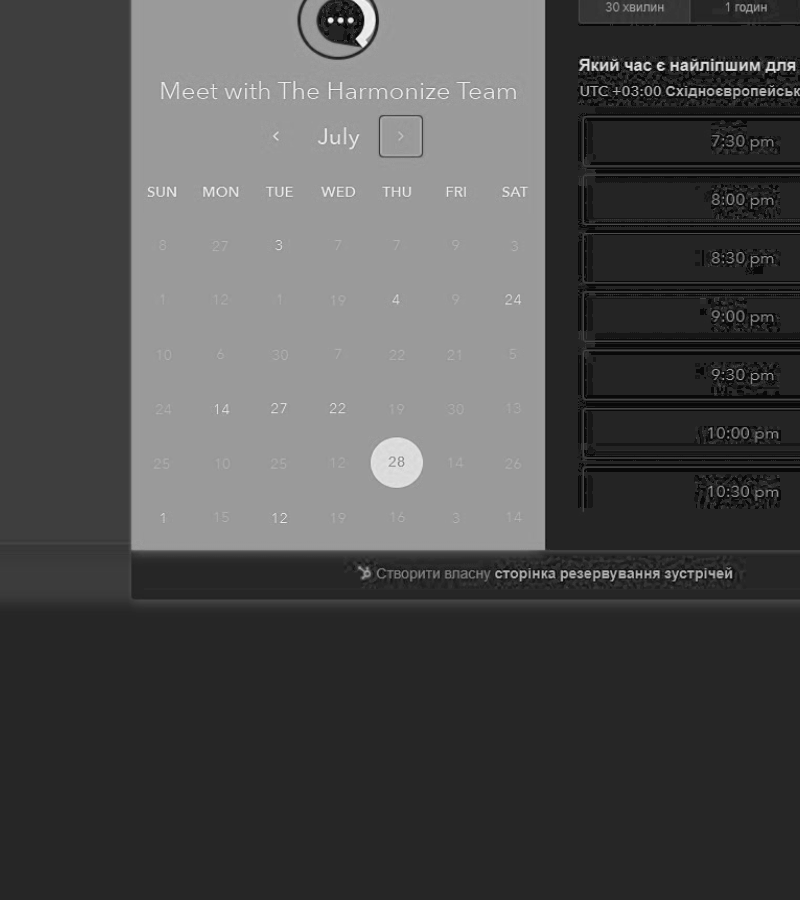 Meet with The Harmonize Team
July
SUN MON TUE WED THU FRI SAT
8 27 3 7 7 9 3
1 12 1 19 4 9 24
10 6 30 7 22 21 5
24 14 27 22 19 30 13
25 10 25 12 28 14 26
1 15 12 19 16 3 14
30 хвилин 1 годин
Який час є найліпшим для
UTC +03:00 Східноєвропейськ
7:30 pm
8:00 pm
8:30 pm
9:00 pm
9:30 pm
10:00 pm
10:30 pm
Створити власну сторінка резервування зустрічей